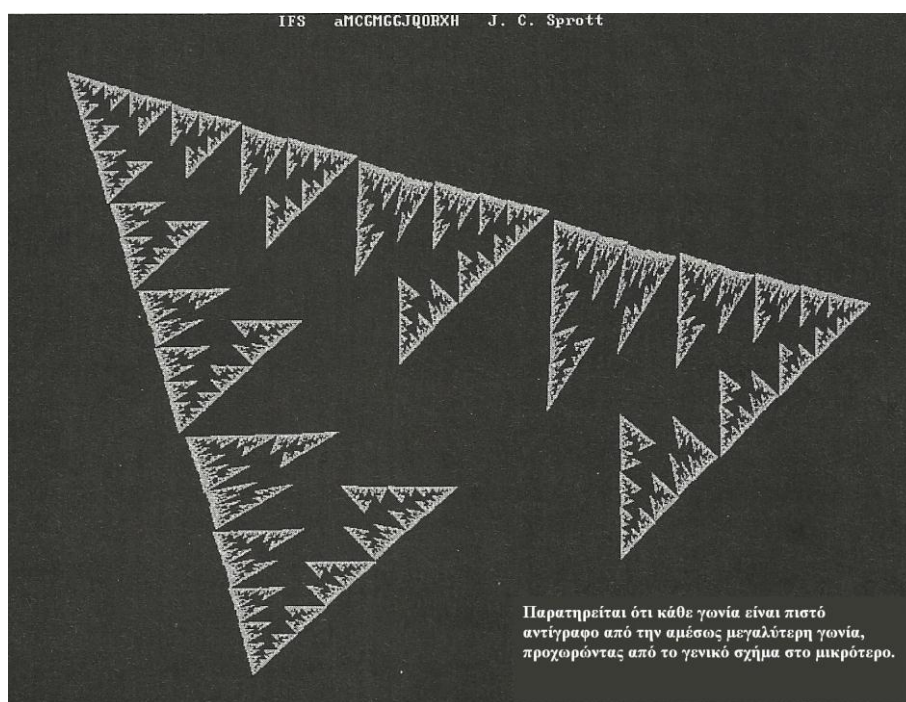 IFS aMCGMGGJQORXH J. C. Sprott
Παρατηρείται ότι κάθε γωνία είναι πιστό
αντίγραφο από την αμέσως μεγαλύτερη γωνία,
προχωρώντας από το γενικό σχήμα στο μικρότερο.